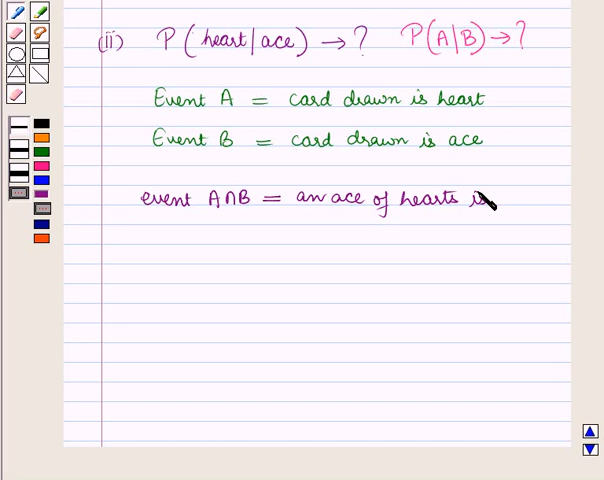 (ii) P(heart/ace) → ? P(A|B) → ?
Event A = card drawn is heart
Event B = card drawn is ace
event A∩B = an ace of hearts is